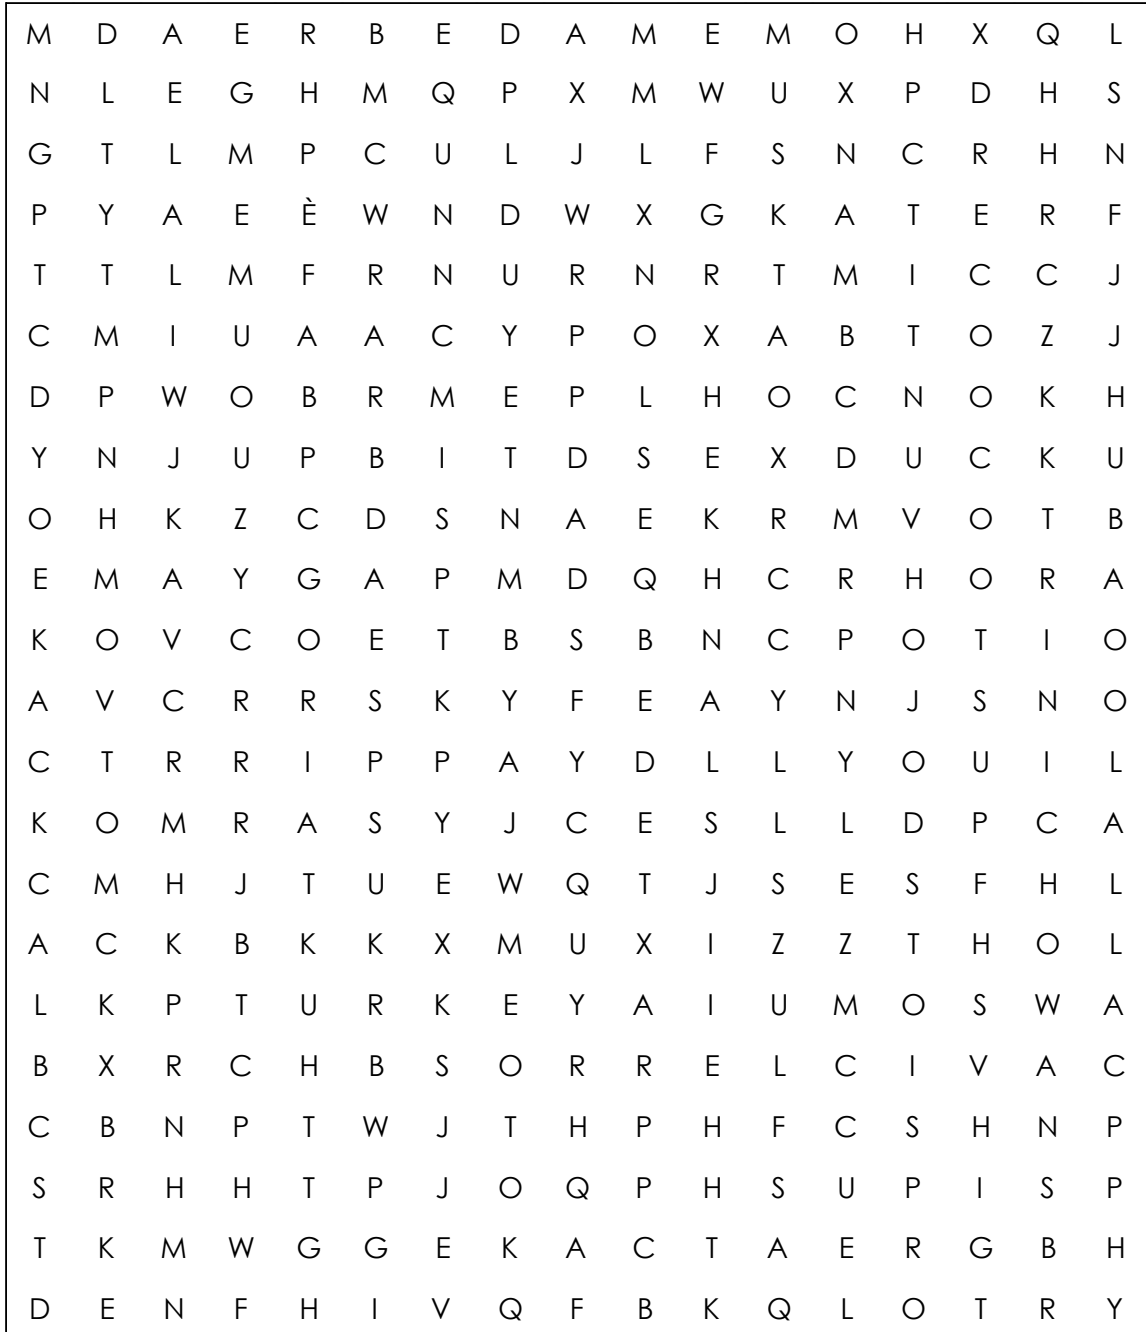 M D A E R B E D A M E M O H X Q L
N L E G H M Q P X M W U X P D H S
G T L M P C U L J L F S N C R H N
P Y A E È W N D W X G K A T E R F
T T L M F R N U R N R T M I C C J
C M I U A A C Y P O X A B T O Z J
D P W O B R M E P L H O C N O K H
Y N J U P B I T D S E X D U C K U
O H K Z C D S N A E K R M V O T B
E M A Y G A P M D Q H C R H O R A
K O V C O E T B S B N C P O T I O
A V C R R S K Y F E A Y N J S N O
C T R R I P P A Y D L L Y O U I L
K O M R A S Y J C E S L L D P C A
C M H J T U E W Q T J S E S F H L
A C K B K K X M U X I Z Z T H O L
L K P T U R K E Y A I U M O S W A
B X R C H B S O R R E L C I V A C
C B N P T W J T H P H F C S H N P
S R H H T P J O Q P H S U P I S P
T K M W G G E K A C T A E R G B H
D E N F H I V Q F B K Q L O T R Y